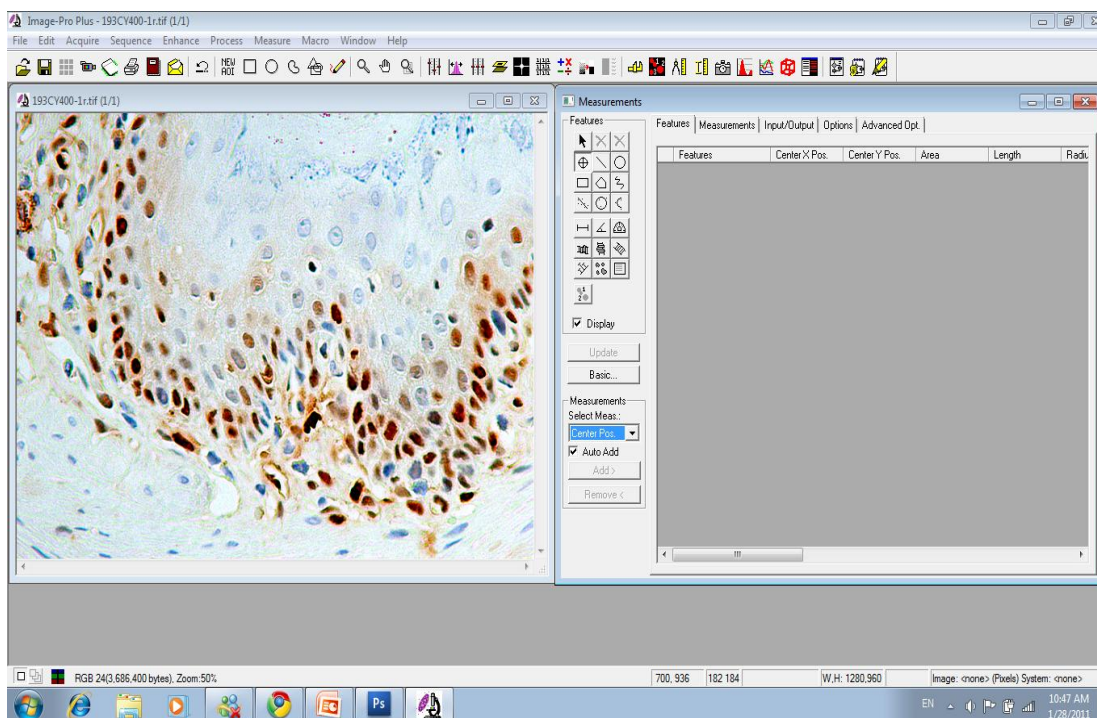 Image-Pro Plus - 193CY400-1r.tif (1/1)
File Edit Acquire Sequence Enhance Process Measure Macro Window Help
NEW
AOI
193CY400-1r.tif (1/1)
Measurements
Features
Features Measurements Input/Output Options Advanced Opt.
Features Center X Pos. Center Y Pos. Area Length Radiu
Display
Update
Basic...
Measurements
Select Meas.:
Center Pos.
Auto Add
Add >
Remove <
RGB 24(3,686,400 bytes), Zoom:50%
700, 936 182 184 W,H: 1280,960 Image: <none> (Pixels) System: <none>
Ps
EN
10:47 AM
1/28/2011